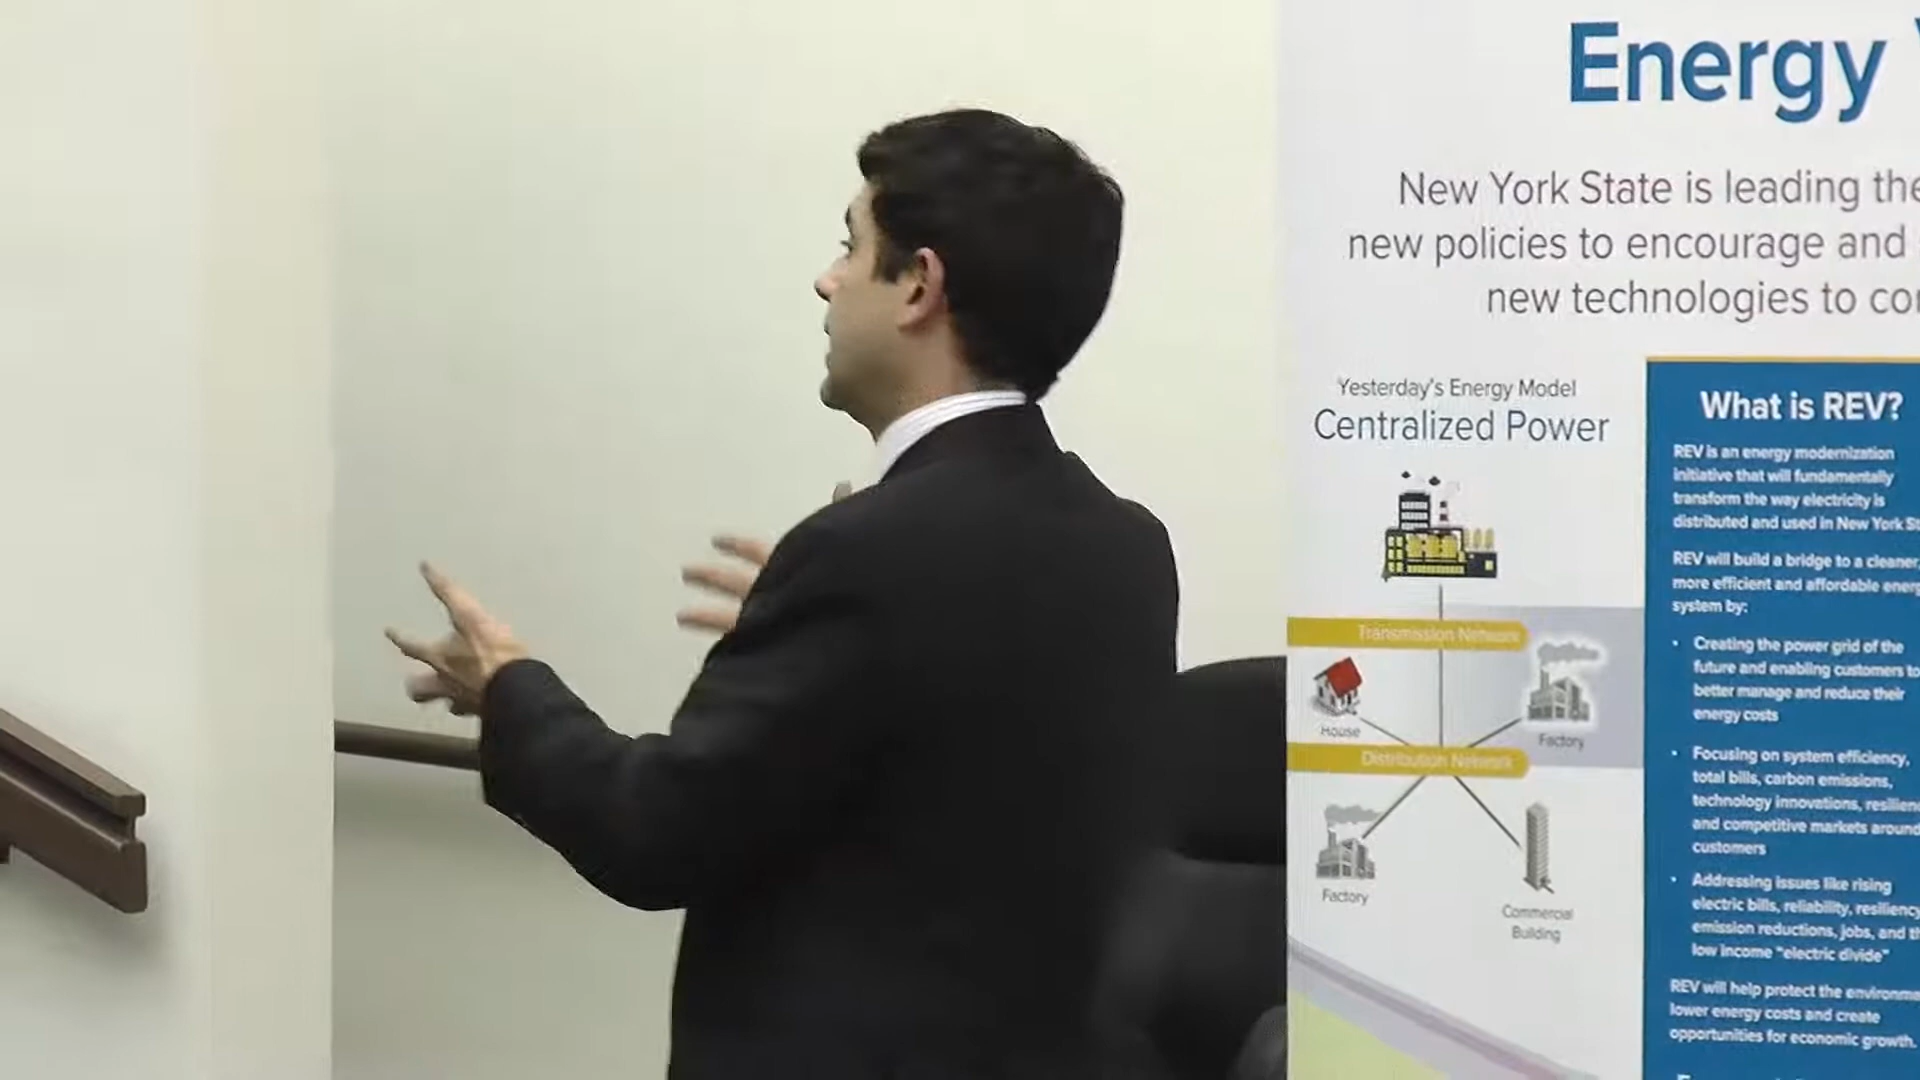 Energy
New York State is leading the
new policies to encourage and
new technologies to
Yesterday's Energy Model
Centralized Power
Transmission Network
House
Factory
Distribution Network
Factory
Commercial
Building
What is REV?
REV is an energy modernization
initiative that will fundamentally
transform the way electricity is
distributed and used in New York
REV will build a bridge to a cleaner,
more efficient and affordable
system by:
• Creating the power grid of the
future and enabling customers to
better manage and reduce their
energy costs
• Focusing on system efficiency,
total bills, carbon emissions,
technology innovations,
and competitive markets around
customers
• Addressing issues like rising
electric bills, reliability, resiliency
emission reductions, jobs, and
low income "electric divide"
REV will help protect the
lower energy costs and create
opportunities for economic growth.